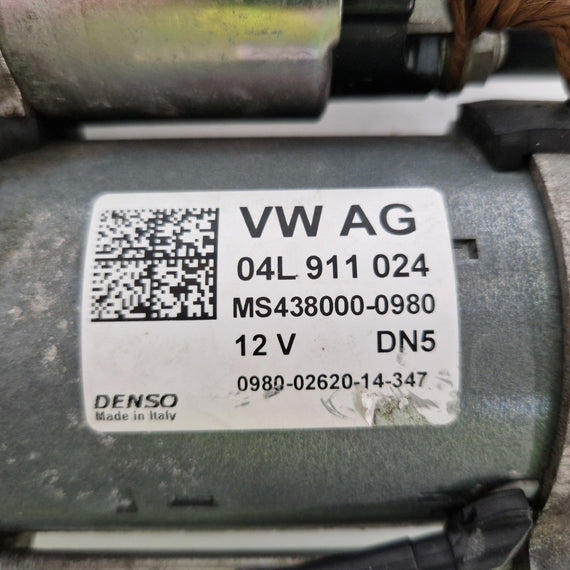 VW AG
04L 911 024
MS438000-0980
12 V DN5
0980-02620-14-347
DENSO
Made in Italy